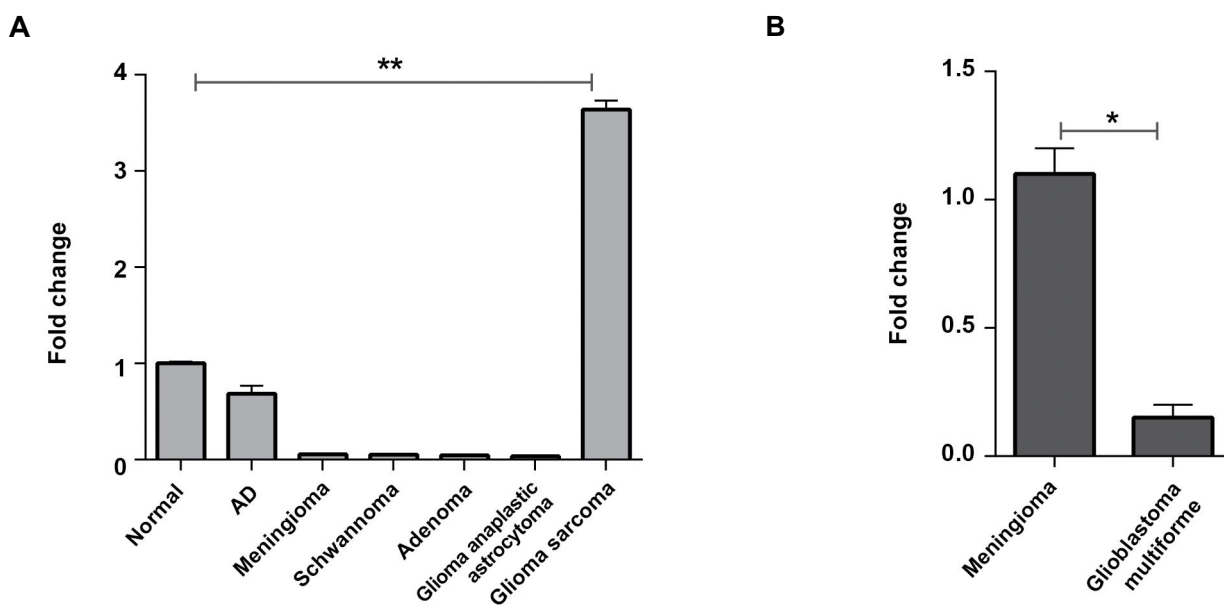 A
Fold change
4
3
2
1
0
**
Normal
AD
Meningioma
Schwannoma
Adenoma
Glioma anaplastic
astrocytoma
Glioma sarcoma
B
Fold change
1.5
1.0
0.5
0.0
*
Meningioma
Glioblastoma
multiforme